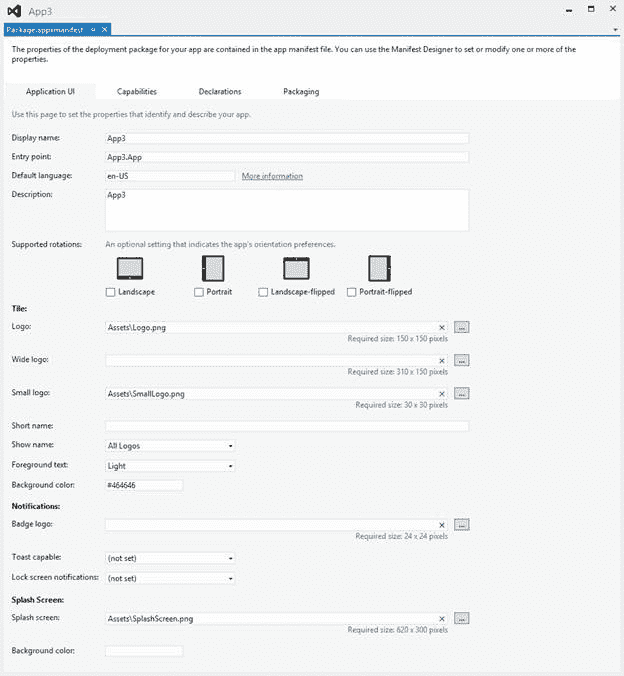 App3
Package.appxmanifest
The properties of the deployment package for your app are contained in the app manifest file. You can use the Manifest Designer to set or modify one or more of the
properties.
Application UI Capabilities Declarations Packaging
Use this page to set the properties that identify and describe your app.
Display name: App3
Entry point: App3.App
Default language: en-US More information
Description: App3
Supported rotations: An optional setting that indicates the app's orientation preferences.
Landscape Portrait Landscape-flipped Portrait-flipped
Tile:
Logo: Assets\Logo.png ...
Required size: 150 x 150 pixels
Wide logo: ...
Required size: 310 x 150 pixels
Small logo: Assets\SmallLogo.png ...
Required size: 30 x 30 pixels
Short name:
Show name: All Logos
Foreground text: Light
Background color: #464646
Notifications:
Badge logo: ...
Required size: 24 x 24 pixels
Toast capable: (not set)
Lock screen notifications: (not set)
Splash Screen:
Splash screen: Assets\SplashScreen.png ...
Required size: 620 x 300 pixels
Background color: